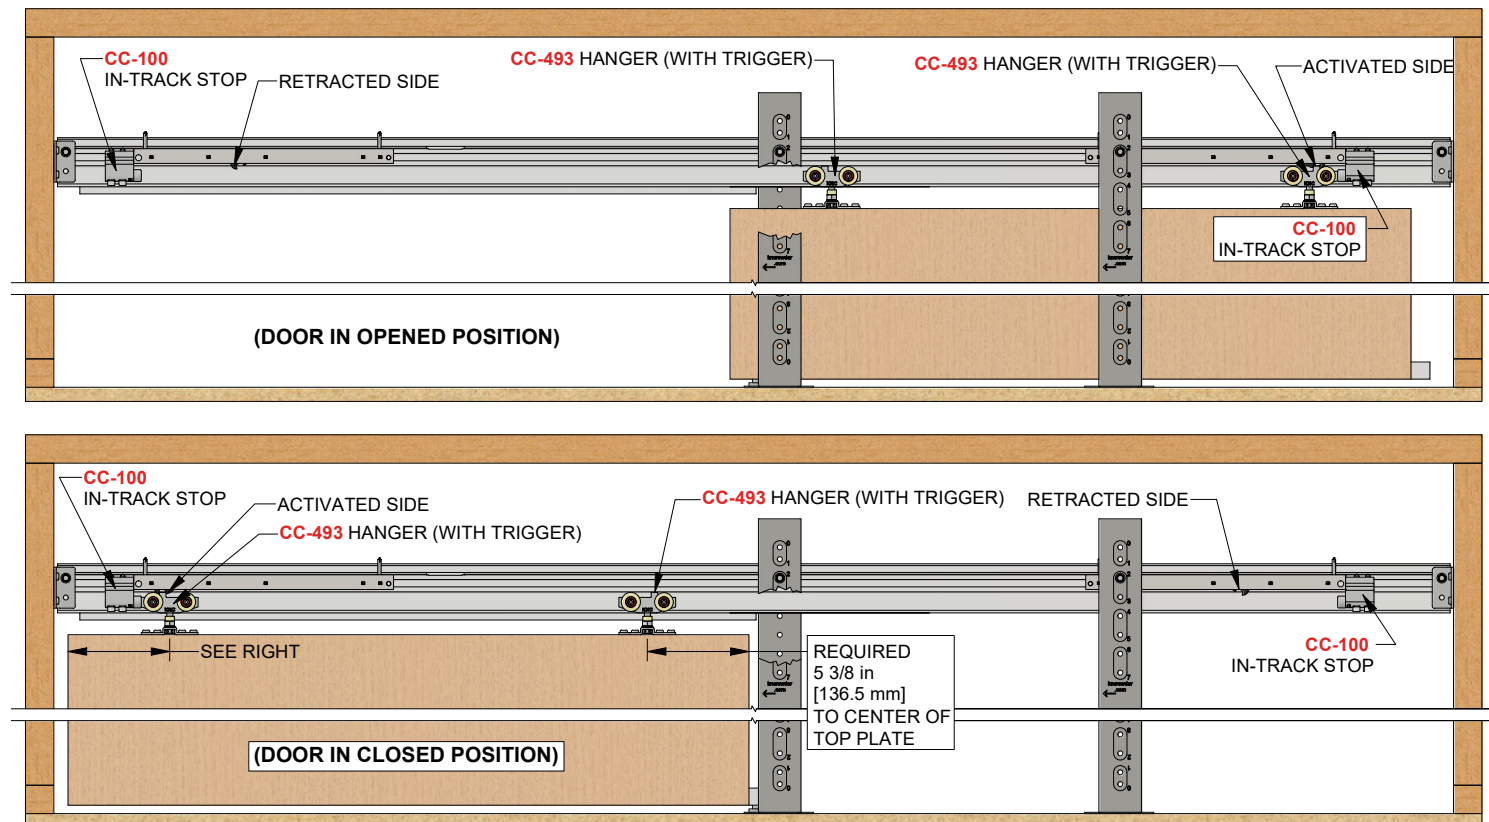 CC-100
IN-TRACK STOP
RETRACTED SIDE
CC-493 HANGER (WITH TRIGGER)
CC-493 HANGER (WITH TRIGGER)
ACTIVATED SIDE
CC-100
IN-TRACK STOP
(DOOR IN OPENED POSITION)
CC-100
IN-TRACK STOP
ACTIVATED SIDE
CC-493 HANGER (WITH TRIGGER)
CC-493 HANGER (WITH TRIGGER)
RETRACTED SIDE
CC-100
IN-TRACK STOP
SEE RIGHT
REQUIRED
5 3/8 in
[136.5 mm]
TO CENTER OF
TOP PLATE
(DOOR IN CLOSED POSITION)